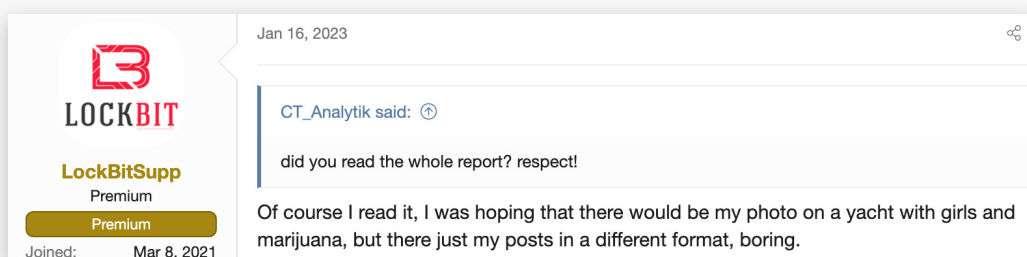 Jan 16, 2023
LOCKBIT
CT_Analytik said:
did you read the whole report? respect!
LockBitSupp
Premium
Premium
Joined: Mar 8, 2021
Of course I read it, I was hoping that there would be my photo on a yacht with girls and
marijuana, but there just my posts in a different format, boring.